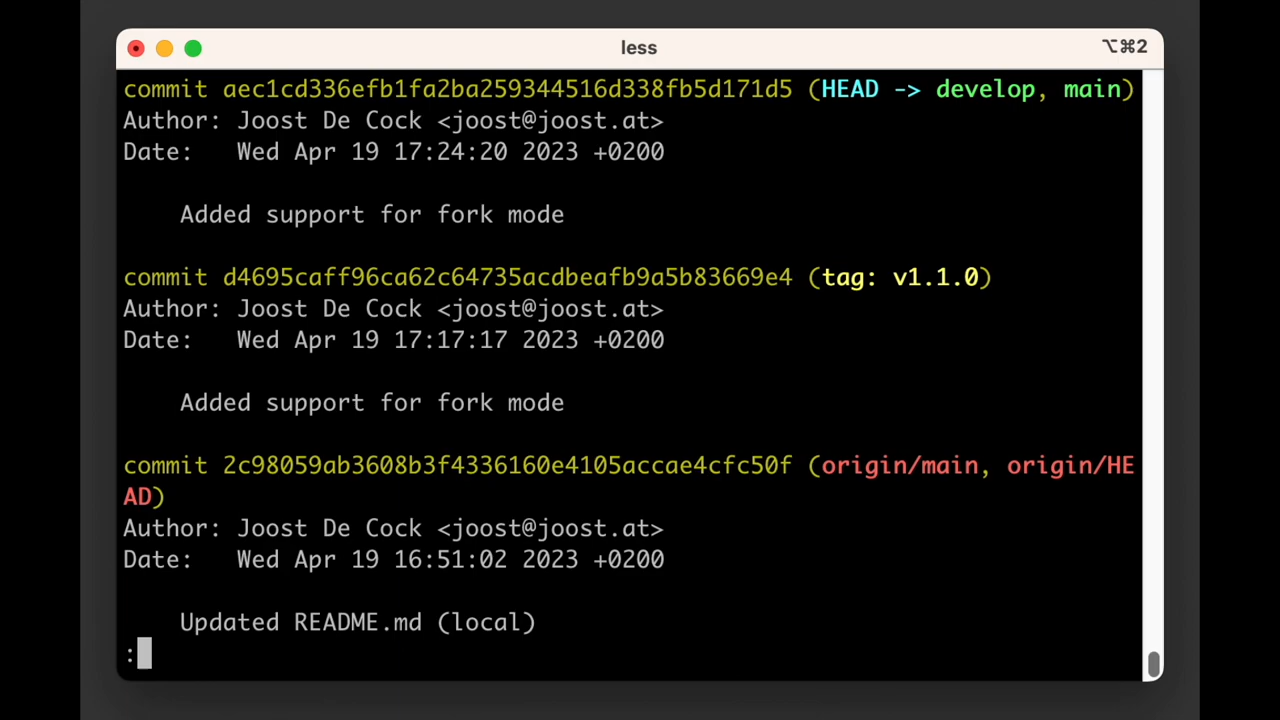 less
⌥⌘2
commit aec1cd336efb1fa2ba259344516d338fb5d171d5 (HEAD -> develop, main)
Author: Joost De Cock <joost@joost.at>
Date:   Wed Apr 19 17:24:20 2023 +0200
    Added support for fork mode
commit d4695caff96ca62c64735acdbeafb9a5b83669e4 (tag: v1.1.0)
Author: Joost De Cock <joost@joost.at>
Date:   Wed Apr 19 17:17:17 2023 +0200
    Added support for fork mode
commit 2c98059ab3608b3f4336160e4105accae4cfc50f (origin/main, origin/HE
AD)
Author: Joost De Cock <joost@joost.at>
Date:   Wed Apr 19 16:51:02 2023 +0200
    Updated README.md (local)
: